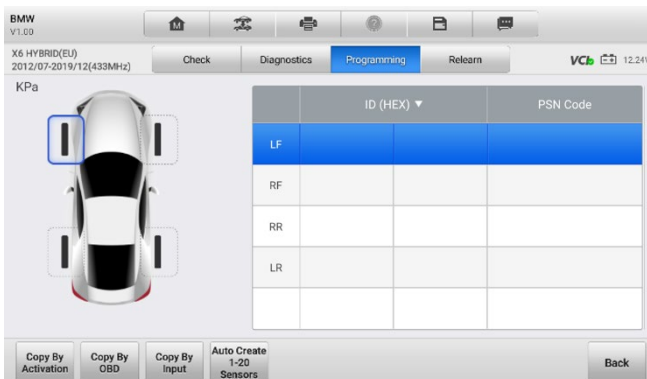 BMW
V1.00
M
?
X6 HYBRID(EU)
2012/07-2019/12(433MHz)
Check
Diagnostics
Programming
Relearn
VCI
12.24V
KPa
ID (HEX) ▼
PSN Code
LF
RF
RR
LR
Copy By
Activation
Copy By
OBD
Copy By
Input
Auto Create
1-20
Sensors
Back